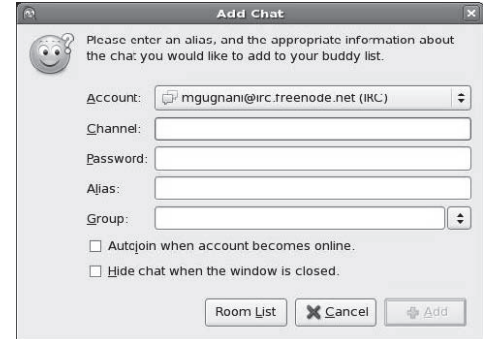 Add Chat
Please enter an alias, and the appropriate information about
the chat you would like to add to your buddy list.
Account: mgugnani@irc.freenode.net (IRC)
Channel:
Password:
Alias:
Group:
Autojoin when account becomes online.
Hide chat when the window is closed.
Room List Cancel Add